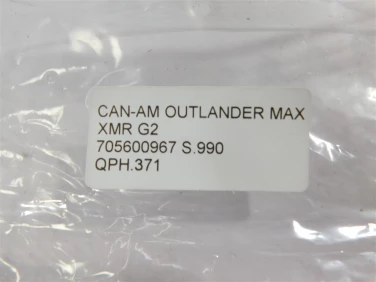 CAN-AM OUTLANDER MAX
XMR G2
705600967 S.990
QPH.371